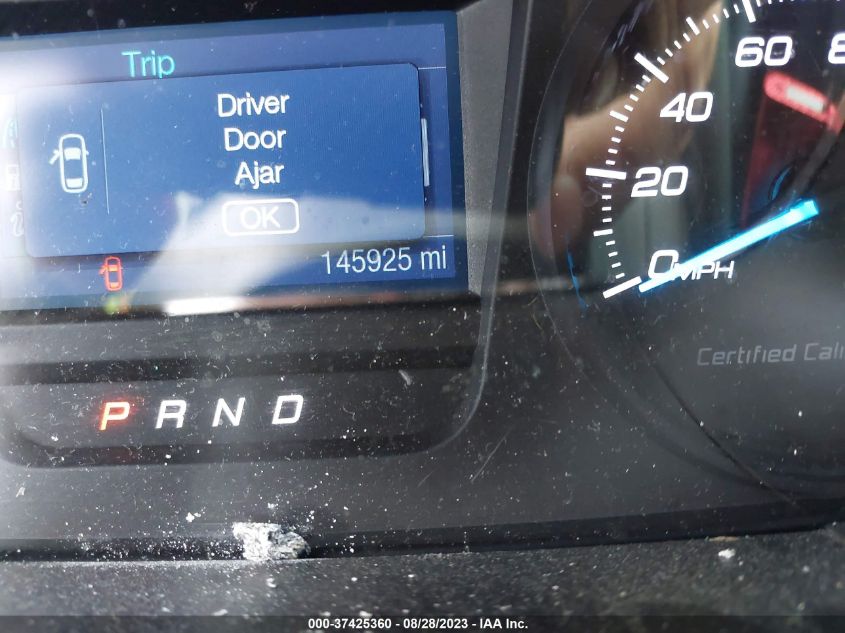 Trip
Driver
Door
Ajar
OK
145925 mi
P R N D
0 MPH
20
40
60
8
Certified Cali
000-37425360 - 08/28/2023 - IAA Inc.